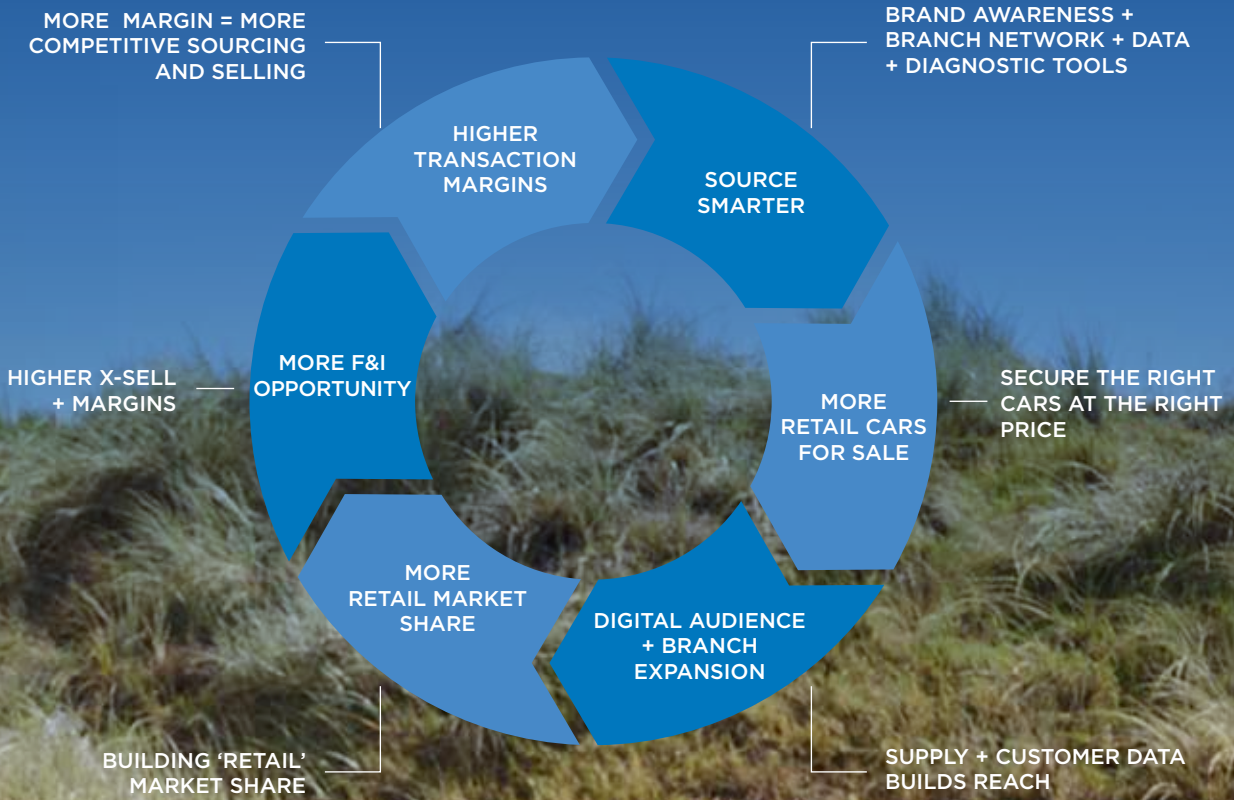 MORE MARGIN = MORE
COMPETITIVE SOURCING
AND SELLING
BRAND AWARENESS +
BRANCH NETWORK + DATA
+ DIAGNOSTIC TOOLS
HIGHER
TRANSACTION
MARGINS
SOURCE
SMARTER
MORE F&I
OPPORTUNITY
HIGHER X-SELL
+ MARGINS
MORE
RETAIL CARS
FOR SALE
SECURE THE RIGHT
CARS AT THE RIGHT
PRICE
MORE
RETAIL MARKET
SHARE
DIGITAL AUDIENCE
+ BRANCH
EXPANSION
BUILDING ‘RETAIL’
MARKET SHARE
SUPPLY + CUSTOMER DATA
BUILDS REACH